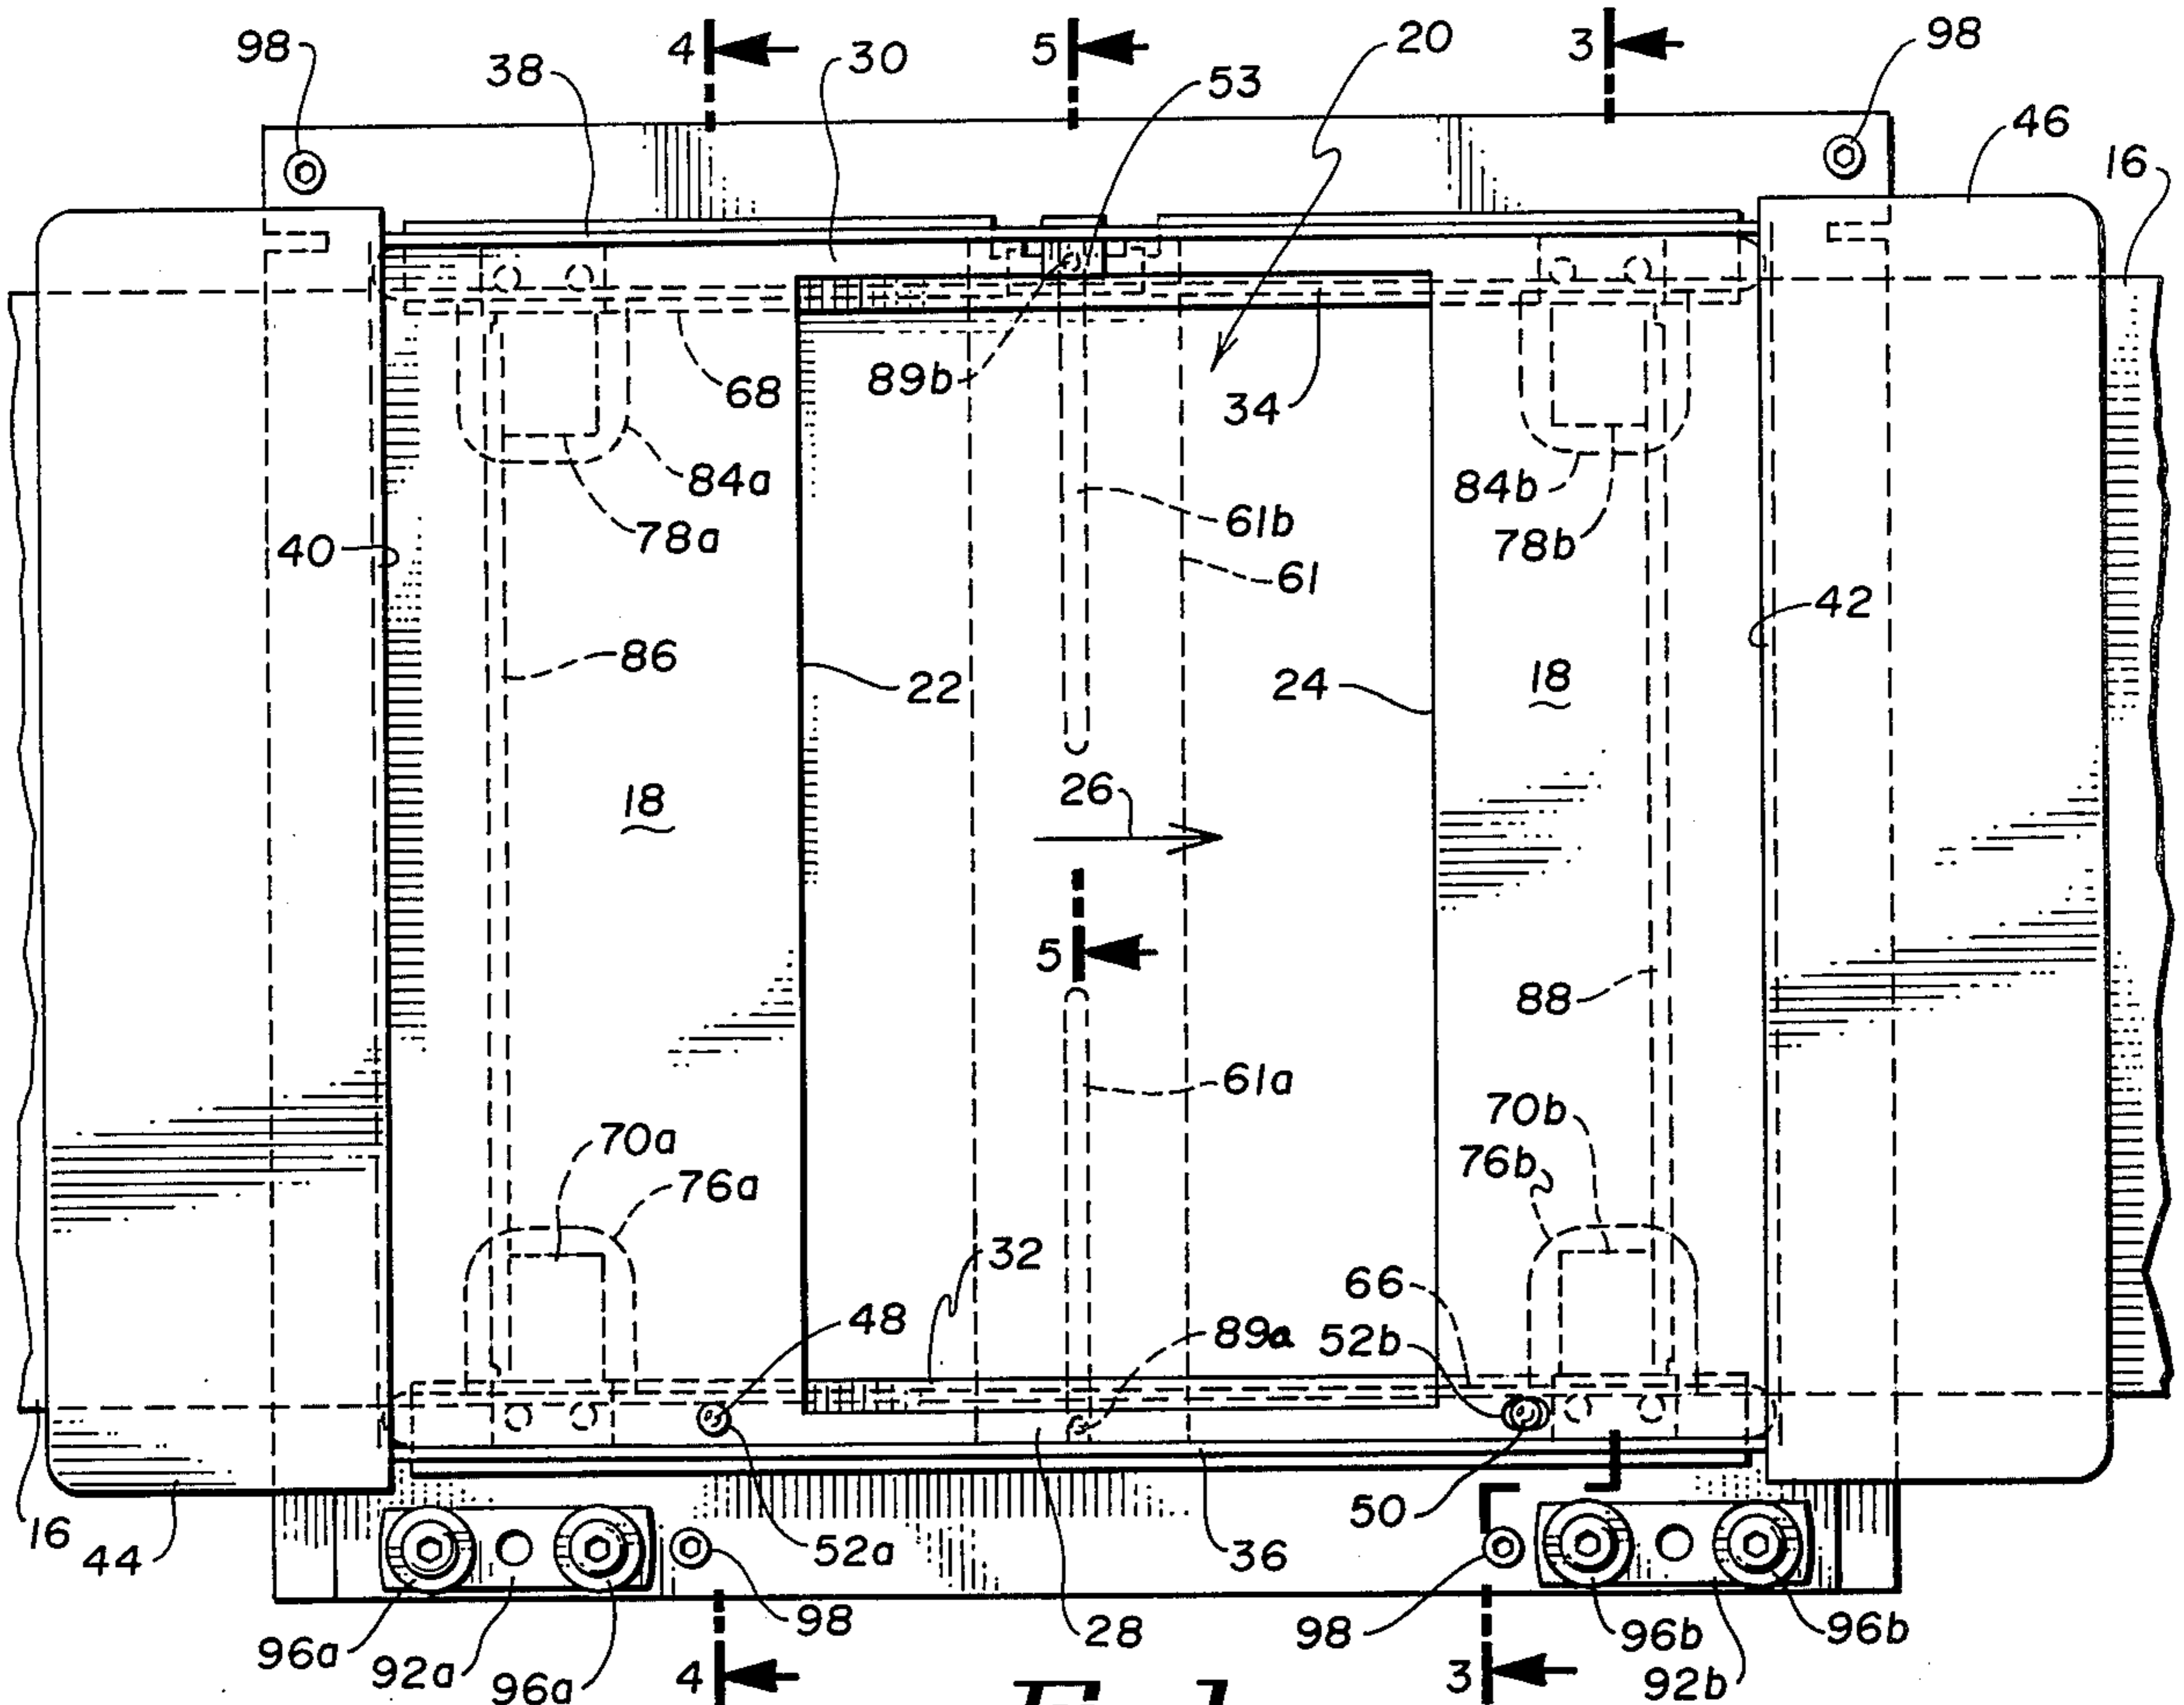 98 38 4 30 5 53 20 3 98 46 16
89b 34
68
84a 84b
78a 61b 78b
40 61 42
86 22 24 18
18 26
5 88
61a
70a 70b
76a 76b
32 66
48 89a 52b
16 44 52a 50 36
96a 92a 96a 98 28 98 96b 92b 96b
4 3